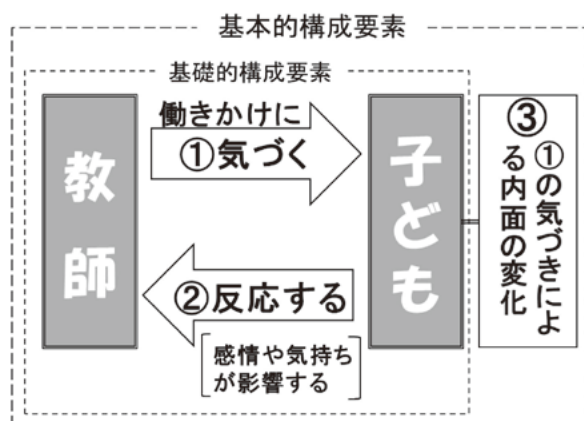 基本的構成要素
基礎的構成要素
教師
働きかけに
①気づく
子ども
②反応する
感情や気持ち
が影響する
③
①の気づきによ
る内面の変化